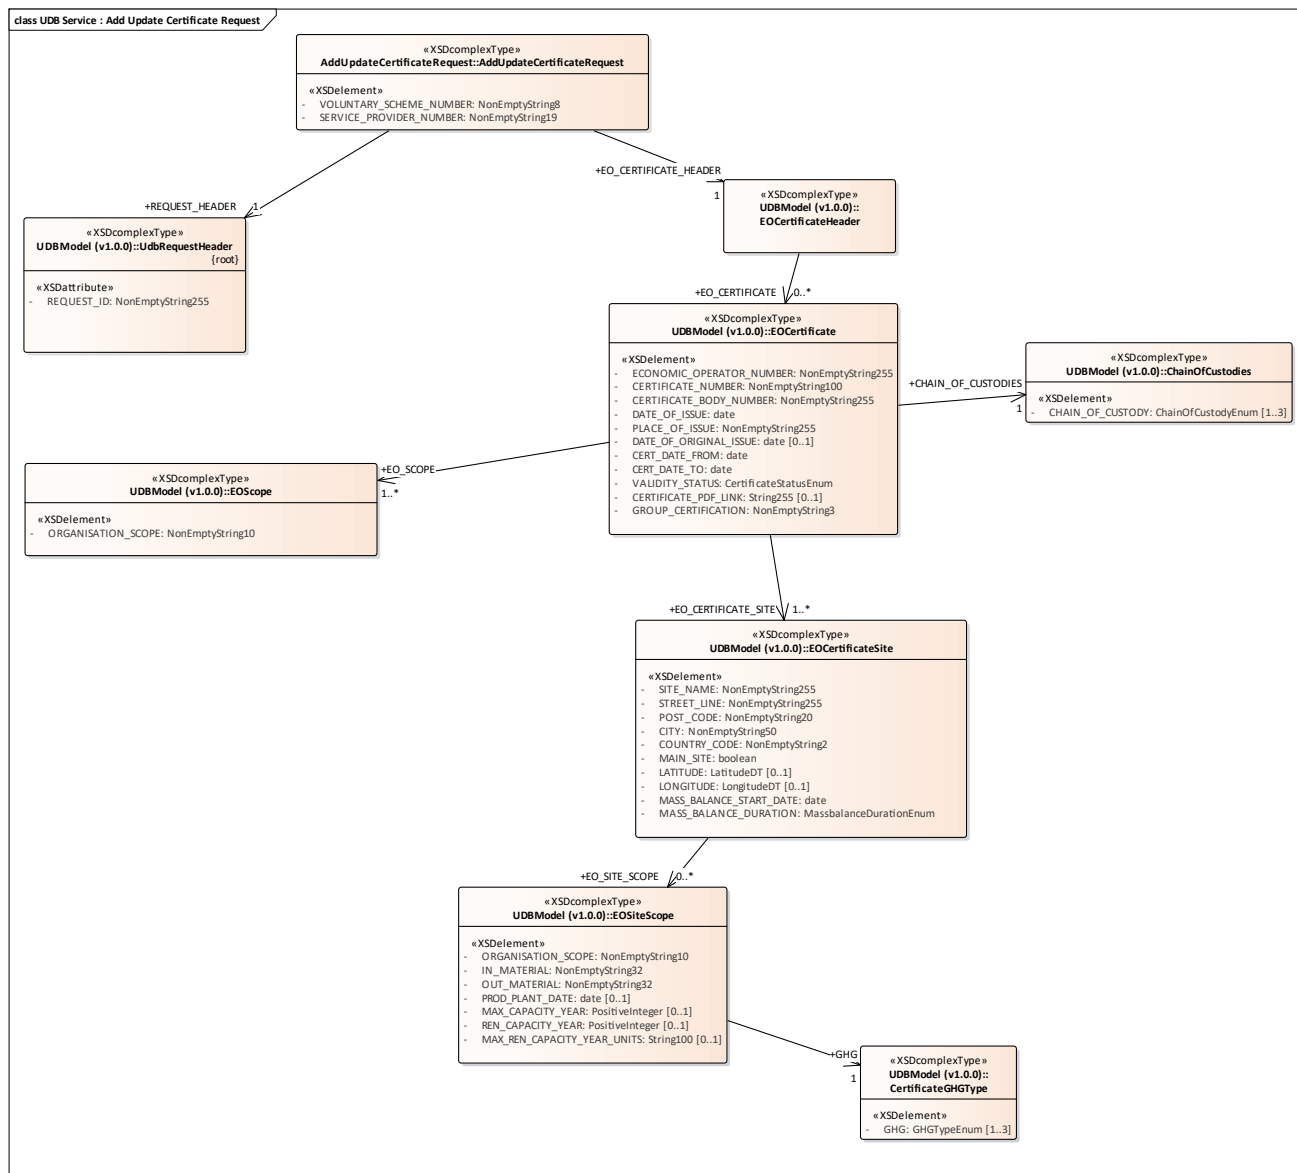 class UDB Service : Add Update Certificate Request
«XSDcomplexType»
AddUpdateCertificateRequest::AddUpdateCertificateRequest
«XSDelement»
- VOLUNTARY_SCHEME_NUMBER: NonEmptyString8
- SERVICE_PROVIDER_NUMBER: NonEmptyString19
+EO_CERTIFICATE_HEADER
1
+REQUEST_HEADER
1
«XSDcomplexType»
UDBModel (v1.0.0)::
EOCertificateHeader
«XSDcomplexType»
UDBModel (v1.0.0)::UdbRequestHeader
{root}
«XSDattribute»
- REQUEST_ID: NonEmptyString255
+EO_CERTIFICATE
0..*
«XSDcomplexType»
UDBModel (v1.0.0)::EOCertificate
«XSDelement»
- ECONOMIC_OPERATOR_NUMBER: NonEmptyString255
- CERTIFICATE_NUMBER: NonEmptyString100
- CERTIFICATE_BODY_NUMBER: NonEmptyString255
- DATE_OF_ISSUE: date
- PLACE_OF_ISSUE: NonEmptyString255
- DATE_OF_ORIGINAL_ISSUE: date [0..1]
- CERT_DATE_FROM: date
- CERT_DATE_TO: date
- VALIDITY_STATUS: CertificateStatusEnum
- CERTIFICATE_PDF_LINK: String255 [0..1]
- GROUP_CERTIFICATION: NonEmptyString3
+CHAIN_OF_CUSTODIES
1
«XSDcomplexType»
UDBModel (v1.0.0)::ChainOfCustodies
«XSDelement»
- CHAIN_OF_CUSTODY: ChainOfCustodyEnum [1..3]
+EO_SCOPE
1..*
«XSDcomplexType»
UDBModel (v1.0.0)::EOScope
«XSDelement»
- ORGANISATION_SCOPE: NonEmptyString10
+EO_CERTIFICATE_SITE
1..*
«XSDcomplexType»
UDBModel (v1.0.0)::EOCertificateSite
«XSDelement»
- SITE_NAME: NonEmptyString255
- STREET_LINE: NonEmptyString255
- POST_CODE: NonEmptyString20
- CITY: NonEmptyString50
- COUNTRY_CODE: NonEmptyString2
- MAIN_SITE: boolean
- LATITUDE: LatitudeDT [0..1]
- LONGITUDE: LongitudeDT [0..1]
- MASS_BALANCE_START_DATE: date
- MASS_BALANCE_DURATION: MassbalanceDurationEnum
+EO_SITE_SCOPE
0..*
«XSDcomplexType»
UDBModel (v1.0.0)::EOSiteScope
«XSDelement»
- ORGANISATION_SCOPE: NonEmptyString10
- IN_MATERIAL: NonEmptyString32
- OUT_MATERIAL: NonEmptyString32
- PROD_PLANT_DATE: date [0..1]
- MAX_CAPACITY_YEAR: PositiveInteger [0..1]
- REN_CAPACITY_YEAR: PositiveInteger [0..1]
- MAX_REN_CAPACITY_YEAR_UNITS: String100 [0..1]
+GHG
1
«XSDcomplexType»
UDBModel (v1.0.0)::
CertificateGHGType
«XSDelement»
- GHG: GHGTypeEnum [1..3]